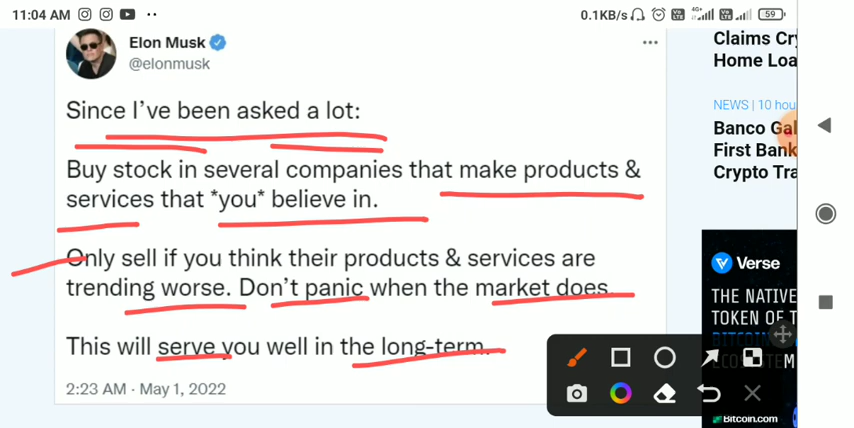 11:04 AM
0.1KB/s
4G+
59
Elon Musk
@elonmusk
Since I've been asked a lot:
Buy stock in several companies that make products &
services that *you* believe in.
Only sell if you think their products & services are
trending worse. Don't panic when the market does.
This will serve you well in the long-term.
2:23 AM · May 1, 2022
Claims Cry
Home Loa
NEWS | 10 hou
Banco Gal
First Bank
Crypto Tra
Verse
THE NATIVE
TOKEN OF T
BITCOIN
Bitcoin.com